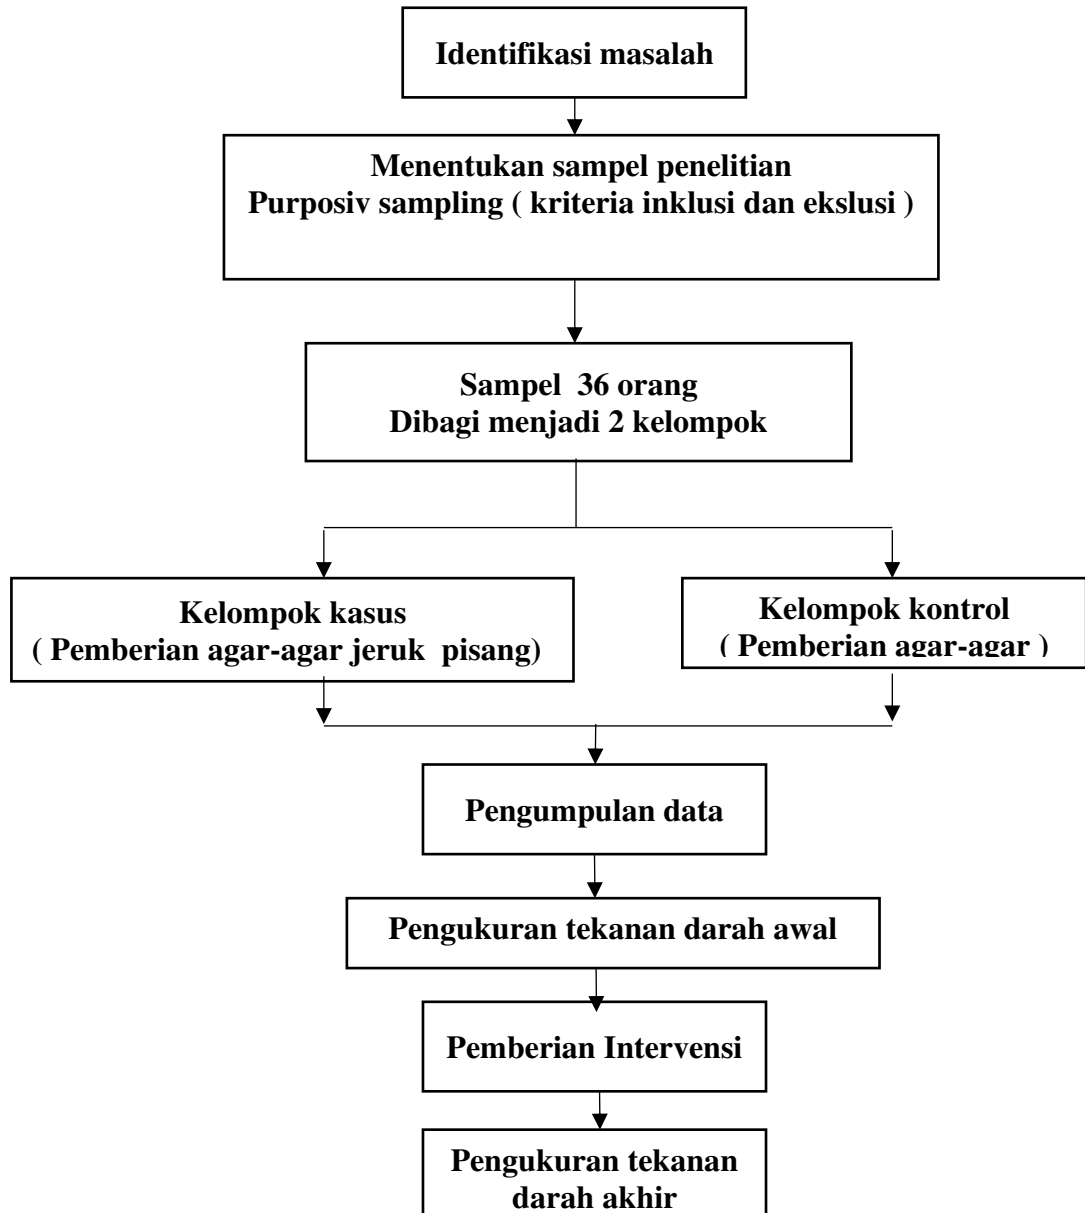 Identifikasi masalah
Menentukan sampel penelitian
Purposiv sampling ( kriteria inklusi dan ekslusi )
Sampel  36 orang
Dibagi menjadi 2 kelompok
Kelompok kasus
( Pemberian agar-agar jeruk  pisang)
Kelompok kontrol
( Pemberian agar-agar )
Pengumpulan data
Pengukuran tekanan darah awal
Pemberian Intervensi
Pengukuran tekanan
darah akhir